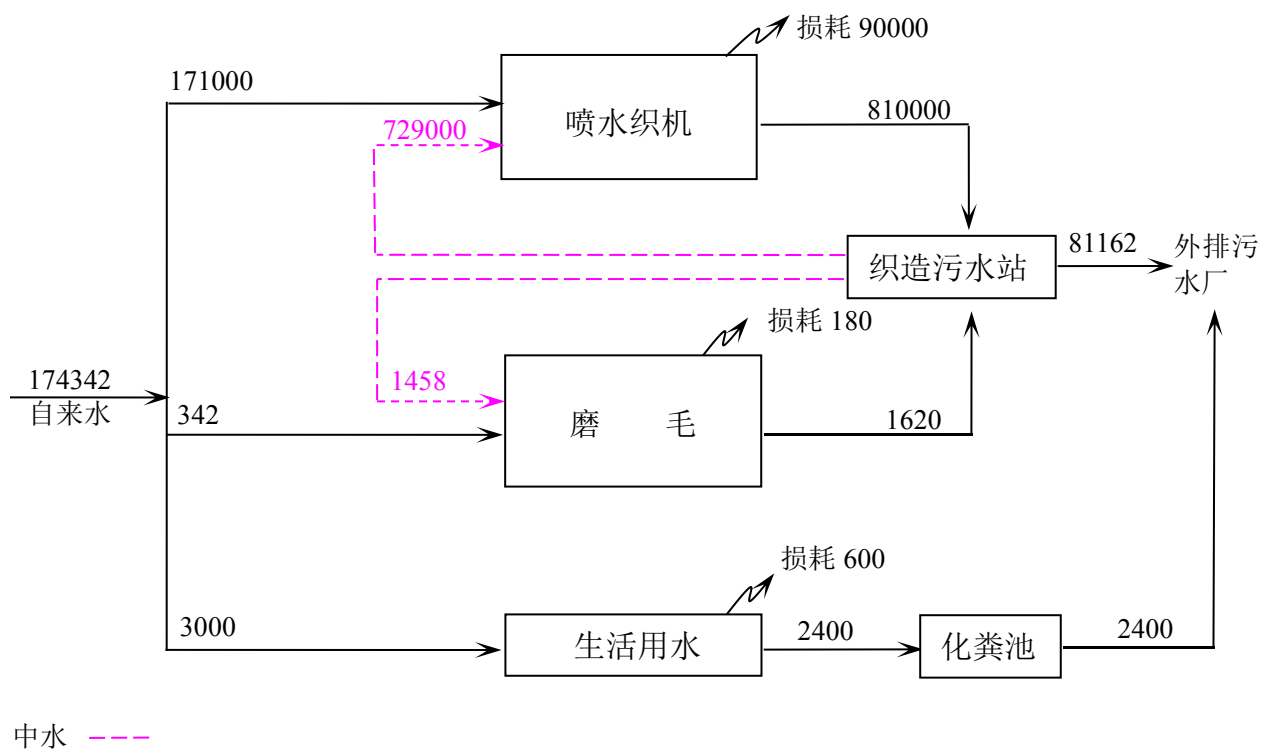 损耗 90000
171000
喷水织机
810000
729000
81162
外排污
水厂
织造污水站
损耗 180
174342
自来水
1458
342
磨 毛
1620
损耗 600
3000
生活用水
2400
化粪池
2400
中水